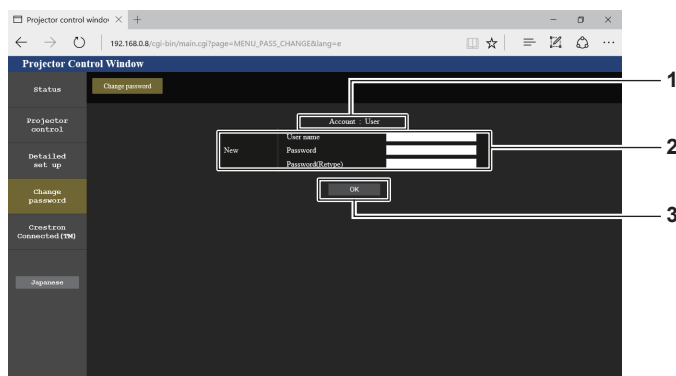 Projector control window
192.168.0.8/cgi-bin/main.cgi?page=MENU_PASS_CHANGE&lang=e
Projector Control Window
Status
Change password
Projector
control
Detailed
set up
Change
password
Crestron
Connected(TM)
Japanese
Account : User
New
User name
Password
Password(Retype)
OK
1
2
3